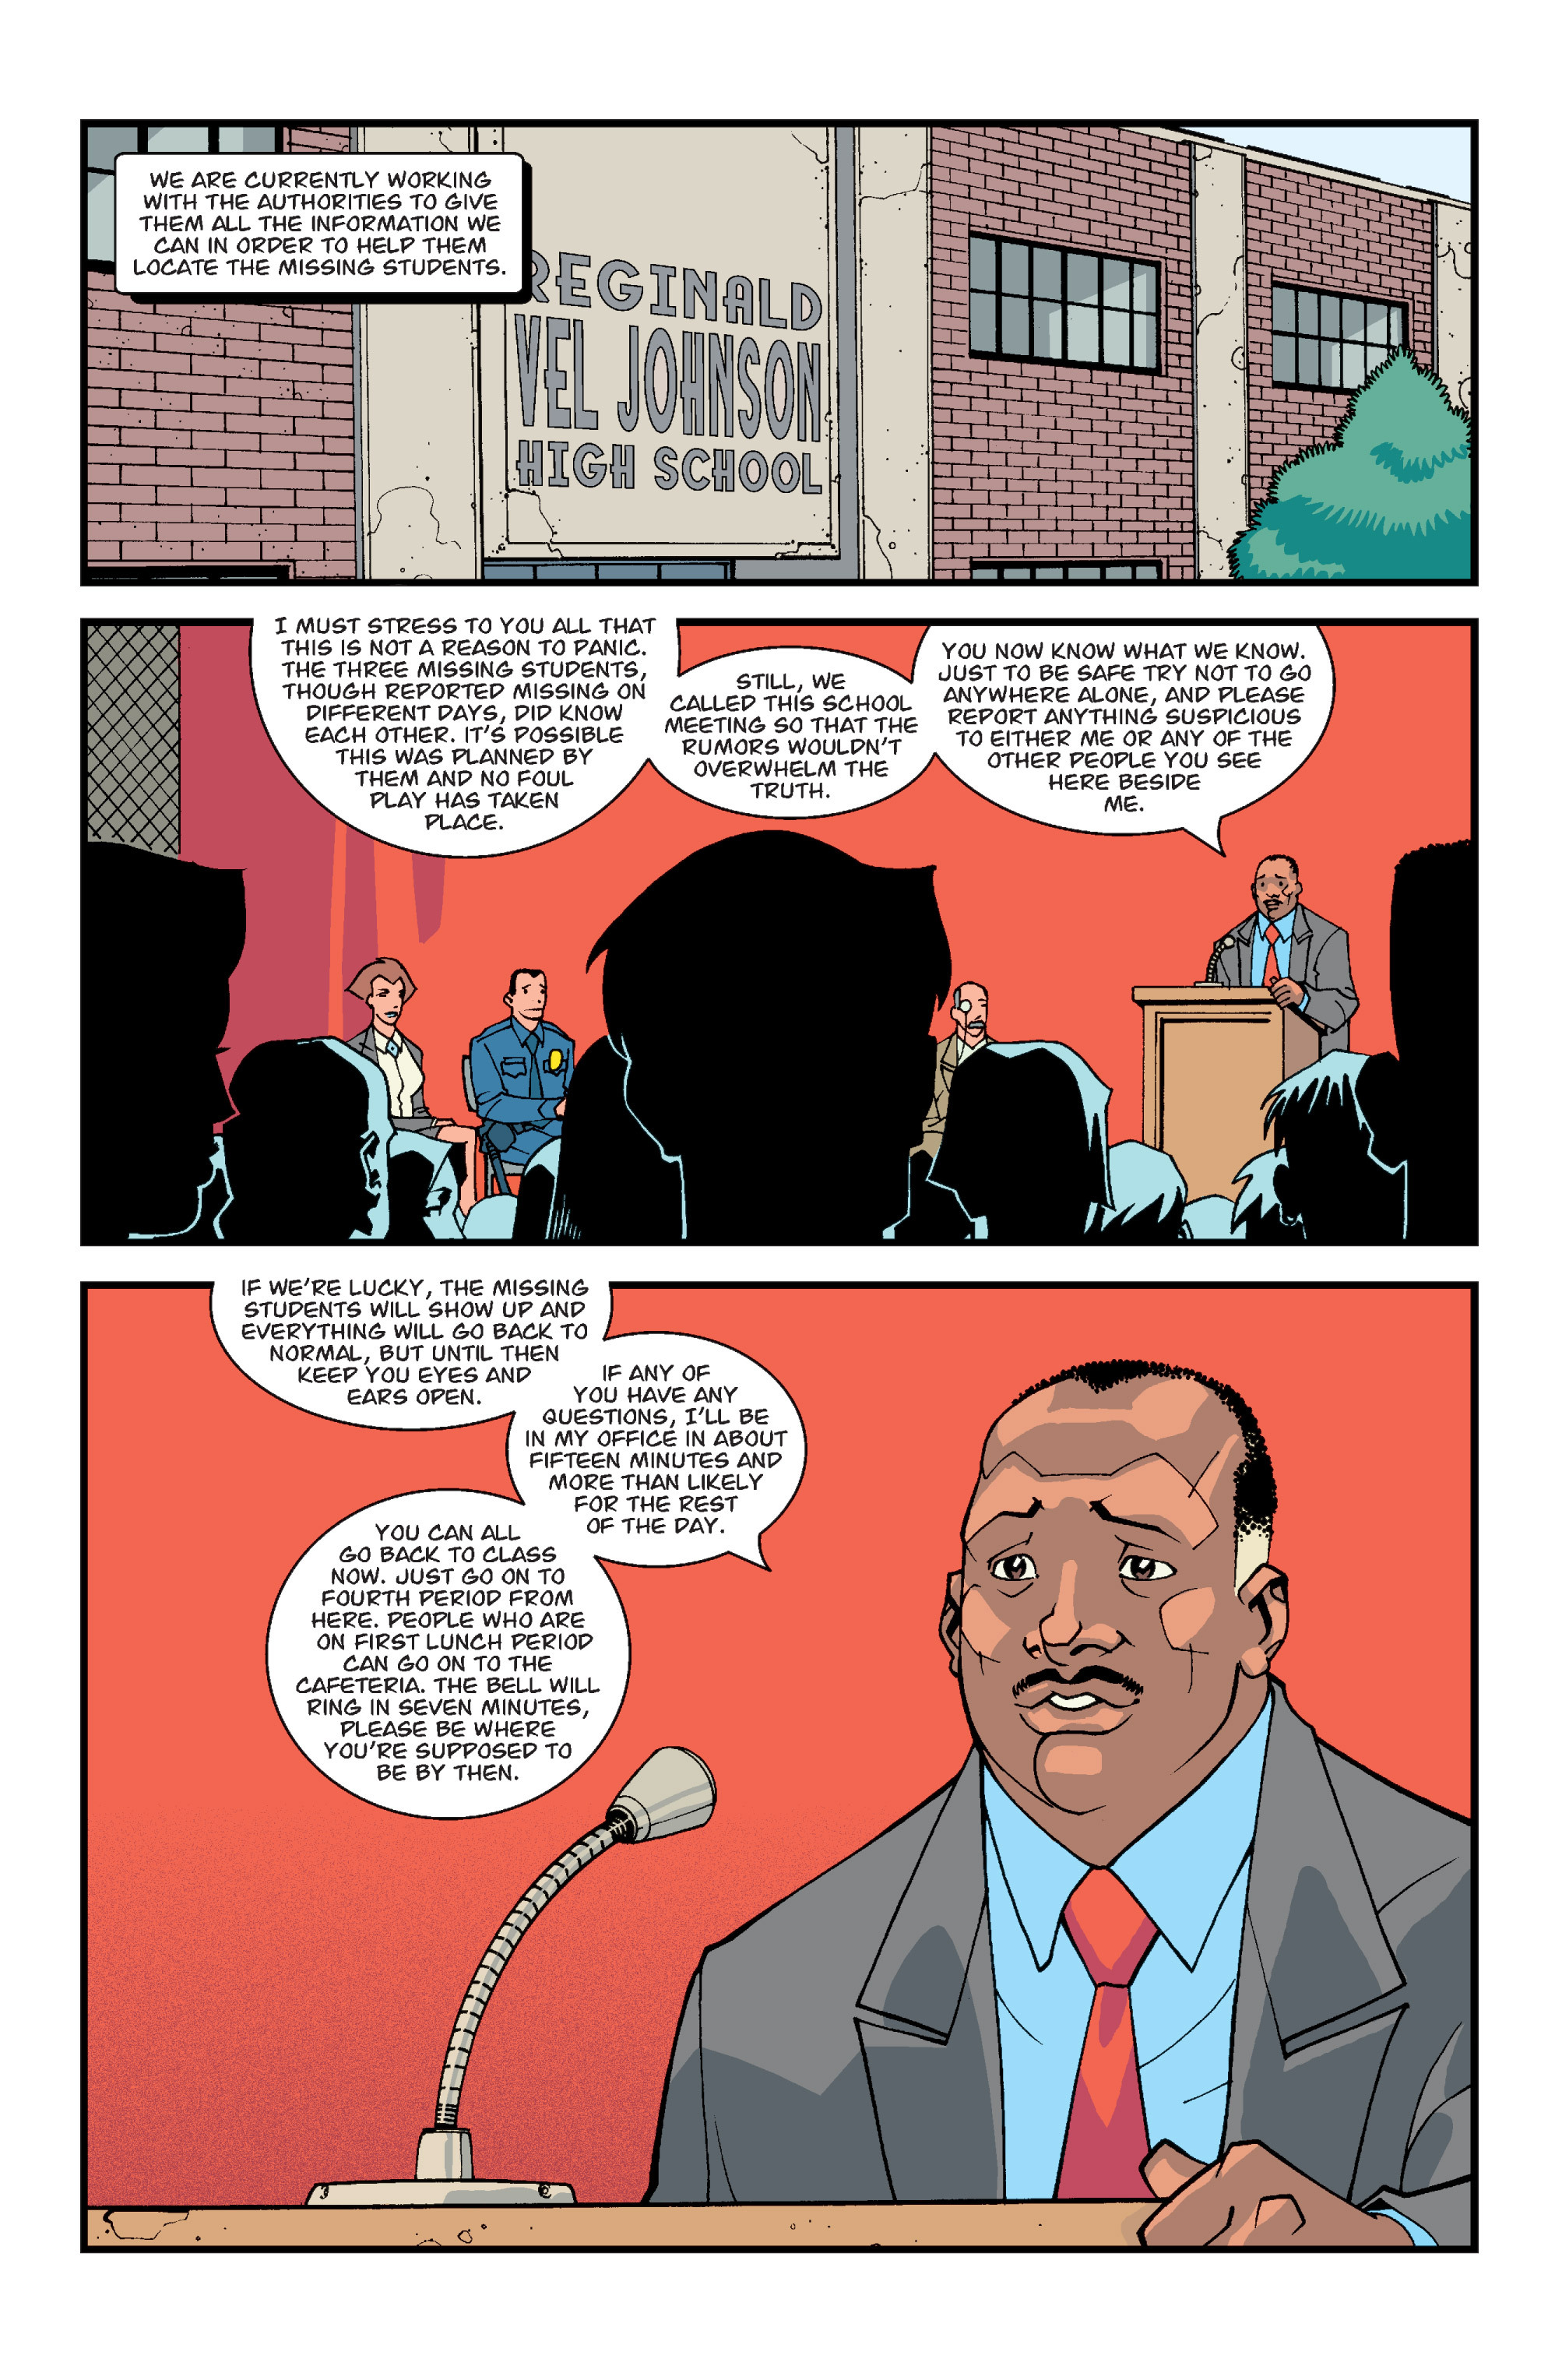 WE ARE CURRENTLY WORKING
WITH THE AUTHORITIES TO GIVE
THEM ALL THE INFORMATION WE
CAN IN ORDER TO HELP THEM
LOCATE THE MISSING STUDENTS.
REGINALD
VEL JOHNSON
HIGH SCHOOL
I MUST STRESS TO YOU ALL THAT
THIS IS NOT A REASON TO PANIC.
THE THREE MISSING STUDENTS,
THOUGH REPORTED MISSING ON
DIFFERENT DAYS, DID KNOW
EACH OTHER. IT'S POSSIBLE
THIS WAS PLANNED BY
THEM AND NO FOUL
PLAY HAS TAKEN
PLACE.
STILL, WE
CALLED THIS SCHOOL
MEETING SO THAT THE
RUMORS WOULDN'T
OVERWHELM THE
TRUTH.
YOU NOW KNOW WHAT WE KNOW.
JUST TO BE SAFE TRY NOT TO GO
ANYWHERE ALONE, AND PLEASE
REPORT ANYTHING SUSPICIOUS
TO EITHER ME OR ANY OF THE
OTHER PEOPLE YOU SEE
HERE BESIDE
ME.
IF WE'RE LUCKY, THE MISSING
STUDENTS WILL SHOW UP AND
EVERYTHING WILL GO BACK TO
NORMAL, BUT UNTIL THEN
KEEP YOU EYES AND
EARS OPEN.
IF ANY OF
YOU HAVE ANY
QUESTIONS, I'LL BE
IN MY OFFICE IN ABOUT
FIFTEEN MINUTES AND
MORE THAN LIKELY
FOR THE REST
OF THE DAY.
YOU CAN ALL
GO BACK TO CLASS
NOW. JUST GO ON TO
FOURTH PERIOD FROM
HERE. PEOPLE WHO ARE
ON FIRST LUNCH PERIOD
CAN GO ON TO THE
CAFETERIA. THE BELL WILL
RING IN SEVEN MINUTES,
PLEASE BE WHERE
YOU'RE SUPPOSED TO
BE BY THEN.